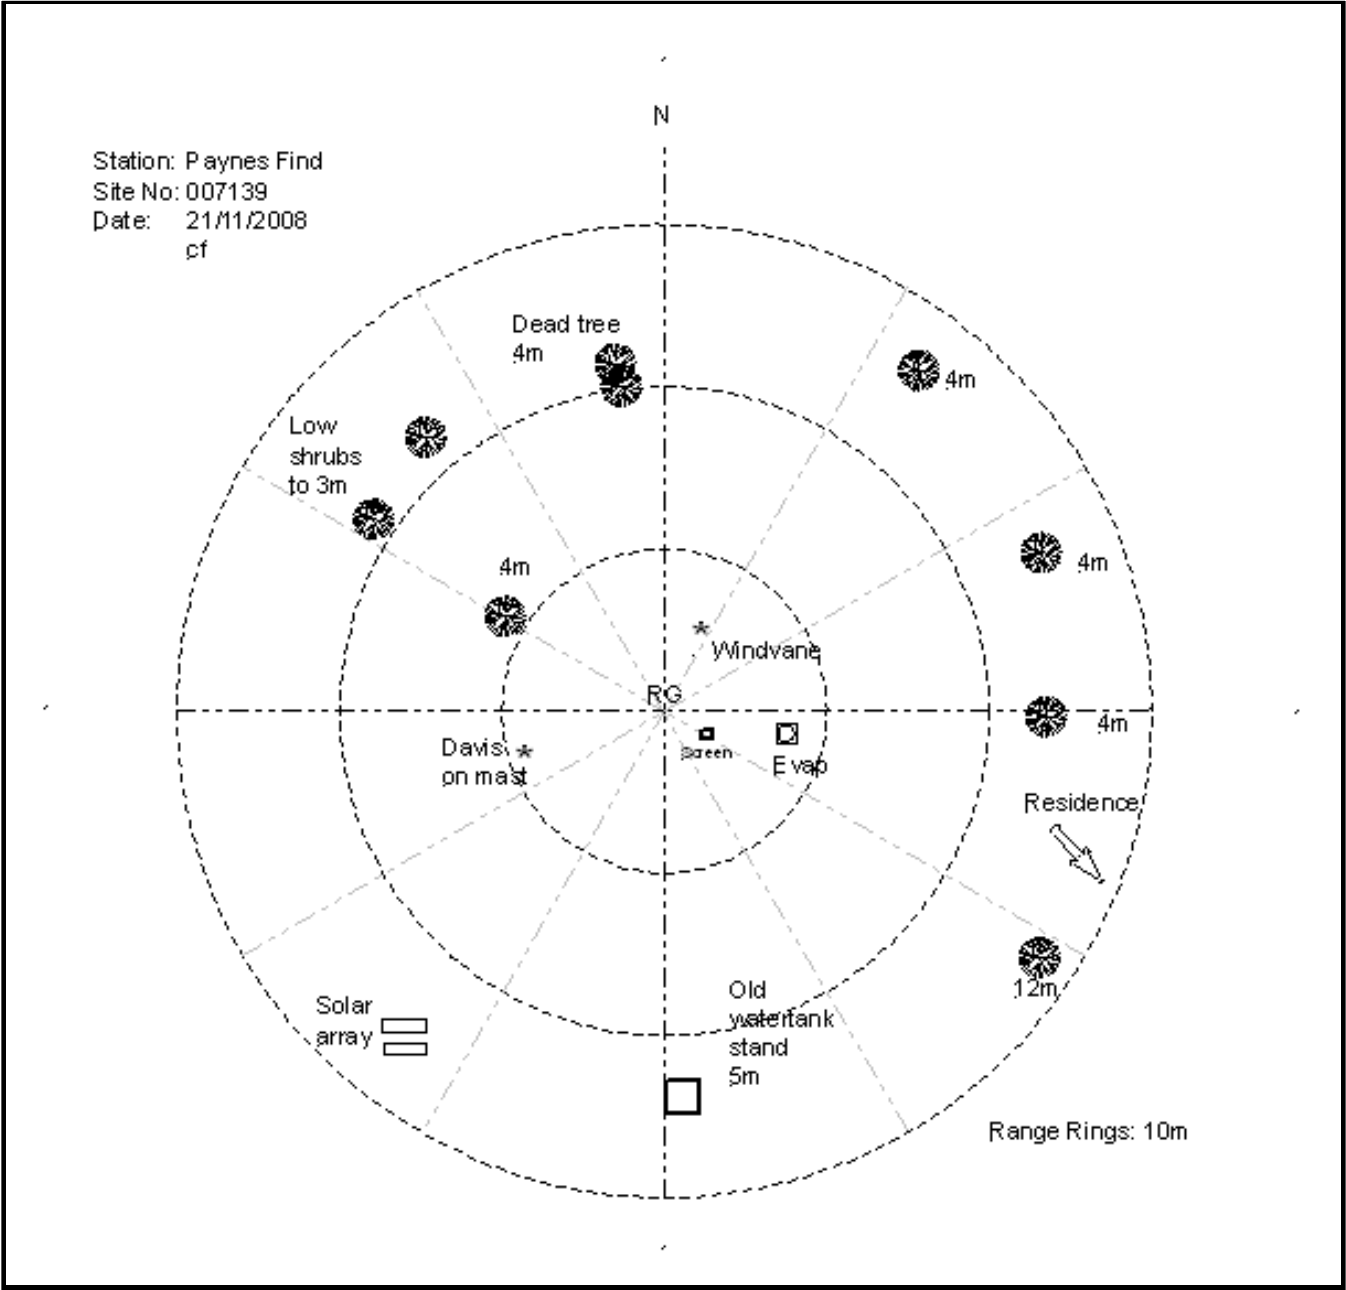 N
Station: Paynes Find
Site No: 007139
Date: 21/11/2008
cf
Dead tree
4m
4m
Low
shrubs
to 3m
4m
4m
Windvane
RG
4m
Screen
Evap
Davis
on mast
Residence
12m
Old
watertank
stand
5m
Solar
array
Range Rings: 10m